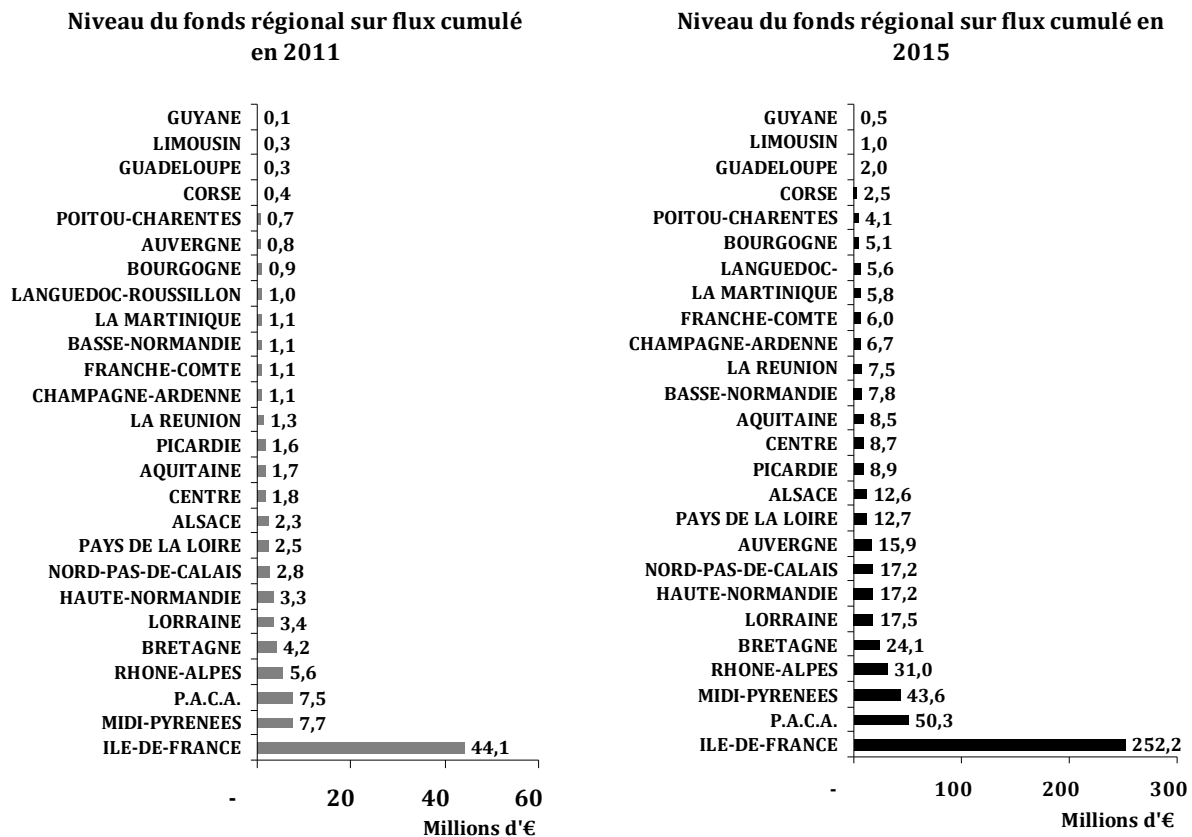 Niveau du fonds régional sur flux cumulé
en 2011
GUYANE 0,1
LIMOUSIN 0,3
GUADELOUPE 0,3
CORSE 0,4
POITOU-CHARENTES 0,7
AUVERGNE 0,8
BOURGOGNE 0,9
LANGUEDOC-ROUSSILLON 1,0
LA MARTINIQUE 1,1
BASSE-NORMANDIE 1,1
FRANCHE-COMTE 1,1
CHAMPAGNE-ARDENNE 1,1
LA REUNION 1,3
PICARDIE 1,6
AQUITAINE 1,7
CENTRE 1,8
ALSACE 2,3
PAYS DE LA LOIRE 2,5
NORD-PAS-DE-CALAIS 2,8
HAUTE-NORMANDIE 3,3
LORRAINE 3,4
BRETAGNE 4,2
RHONE-ALPES 5,6
P.A.C.A. 7,5
MIDI-PYRENEES 7,7
ILE-DE-FRANCE 44,1
- 20 40 60
Millions d'€
Niveau du fonds régional sur flux cumulé en
2015
GUYANE 0,5
LIMOUSIN 1,0
GUADELOUPE 2,0
CORSE 2,5
POITOU-CHARENTES 4,1
BOURGOGNE 5,1
LANGUEDOC- 5,6
LA MARTINIQUE 5,8
FRANCHE-COMTE 6,0
CHAMPAGNE-ARDENNE 6,7
LA REUNION 7,5
BASSE-NORMANDIE 7,8
AQUITAINE 8,5
CENTRE 8,7
PICARDIE 8,9
ALSACE 12,6
PAYS DE LA LOIRE 12,7
AUVERGNE 15,9
NORD-PAS-DE-CALAIS 17,2
HAUTE-NORMANDIE 17,2
LORRAINE 17,5
BRETAGNE 24,1
RHONE-ALPES 31,0
MIDI-PYRENEES 43,6
P.A.C.A. 50,3
ILE-DE-FRANCE 252,2
- 100 200 300
Millions d'€